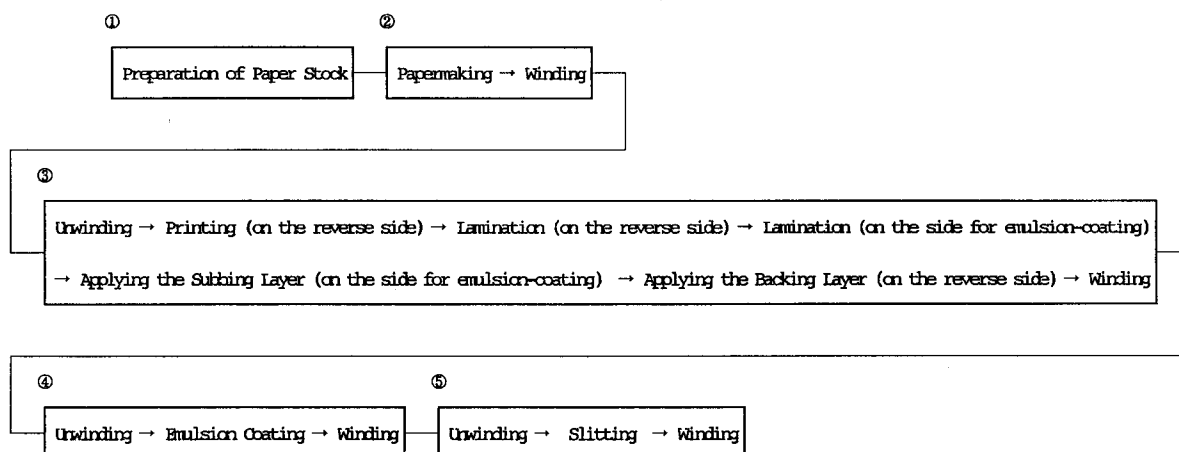 ① ②
Preparation of Paper Stock Papermaking → Winding
③
Unwinding → Printing (on the reverse side) → Lamination (on the reverse side) → Lamination (on the side for emulsion-coating)
→ Applying the Subbing Layer (on the side for emulsion-coating) → Applying the Backing Layer (on the reverse side) → Winding
④ ⑤
Unwinding → Emulsion Coating → Winding Unwinding → Slitting → Winding